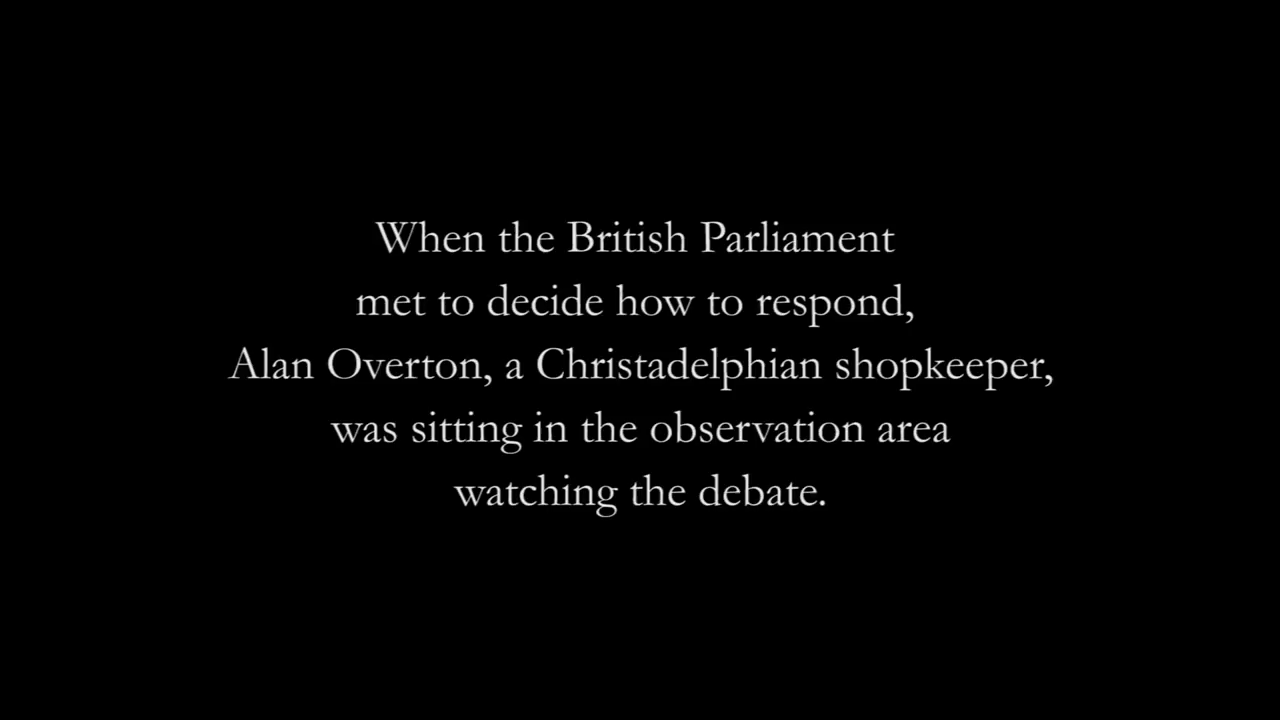 When the British Parliament
met to decide how to respond,
Alan Overton, a Christadelphian shopkeeper,
was sitting in the observation area
watching the debate.